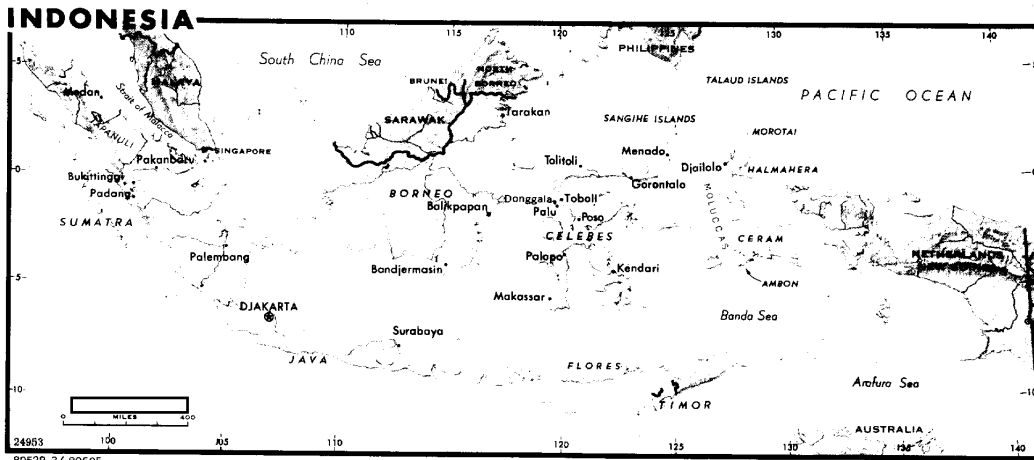 INDONESIA
110 115 125 130 140
South China Sea
PHILIPPINES
MALAYA
BRUNEI
NORTH
BORNEO
TALAUD ISLANDS
Medan
Strait of Malacca
PACIFIC OCEAN
Tarakan
SARAWAK
SANGIHE ISLANDS
MOROTAI
TAPANULI
SINGAPORE
Menado
Pakanbaru
Tolitoli
Djailolo
HALMAHERA
0
0
Bukittinggi
Gorontalo
Padang
BORNEO
Donggala
Toboli
Balikpapan
Palu
Poso
MOLUCCAS
SUMATRA
CELEBES
CERAM
Palembang
Palopo
NETHERLANDS
Bandjermasin
Kendari
AMBON
Makassar
DJAKARTA
Banda Sea
Surabaya
JAVA
FLORES
Arafura Sea
TIMOR
MILES
0 400
AUSTRALIA
24953
100 105 110 120 125 130 135 140